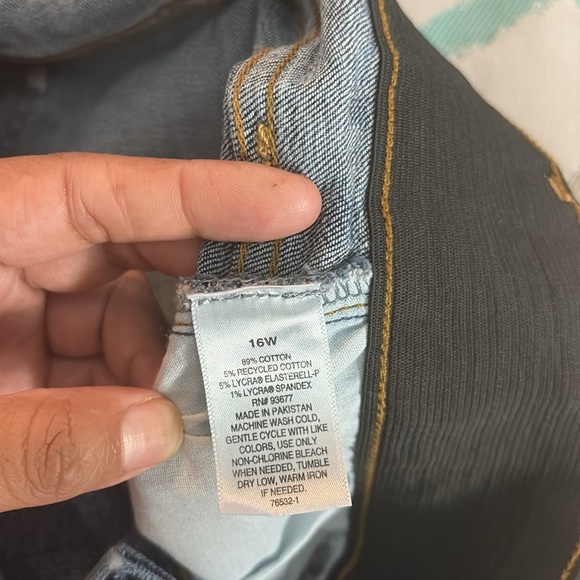 16W
89% COTTON
5% RECYCLED COTTON
5% LYCRA® ELASTERELL-P
1% LYCRA® SPANDEX
RN# 93677
MADE IN PAKISTAN
MACHINE WASH COLD,
GENTLE CYCLE WITH LIKE
COLORS, USE ONLY
NON-CHLORINE BLEACH
WHEN NEEDED, TUMBLE
DRY LOW, WARM IRON
IF NEEDED.
76532-1